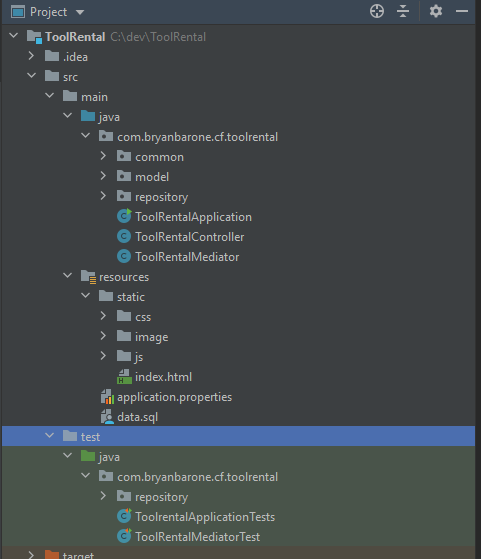 Project
ToolRental C:\dev\ToolRental
.idea
src
main
java
com.bryanbarone.cf.toolrental
common
model
repository
ToolRentalApplication
ToolRentalController
ToolRentalMediator
resources
static
css
image
js
index.html
application.properties
data.sql
test
java
com.bryanbarone.cf.toolrental
repository
ToolrentalApplicationTests
ToolRentalMediatorTest
target